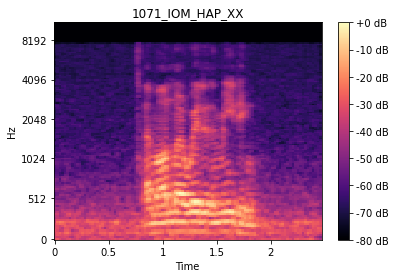 1071_IOM_HAP_XX
+0 dB
8192
-10 dB
4096
-20 dB
-30 dB
2048
Hz
-40 dB
1024
-50 dB
512
-60 dB
-70 dB
0
-80 dB
0 0.5 1 1.5 2
Time